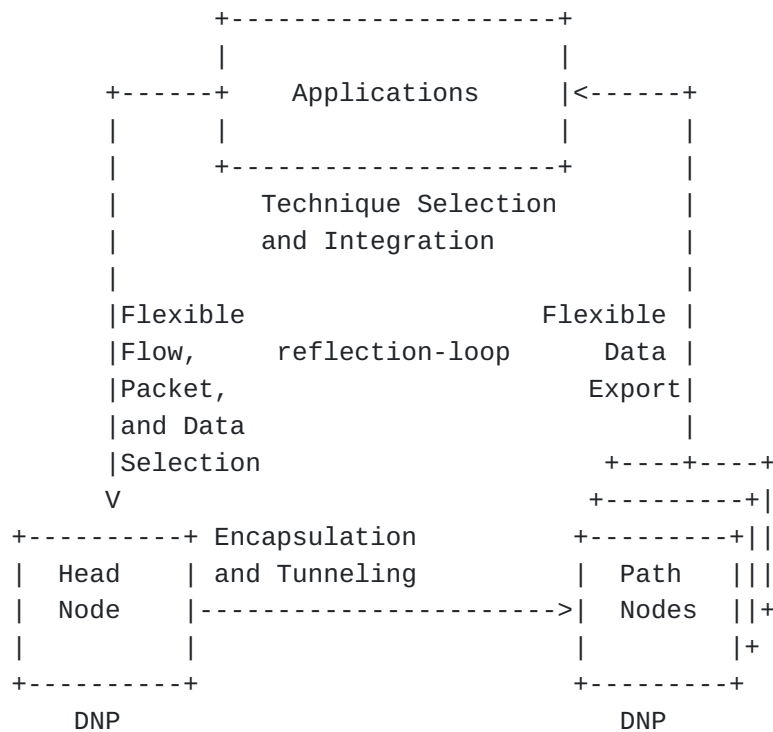 Applications
Technique Selection
and Integration
Flexible Flexible
Flow, reflection-loop Data
Packet, Export
and Data
Selection
Encapsulation
Head and Tunneling Path
Node Nodes
DNP DNP